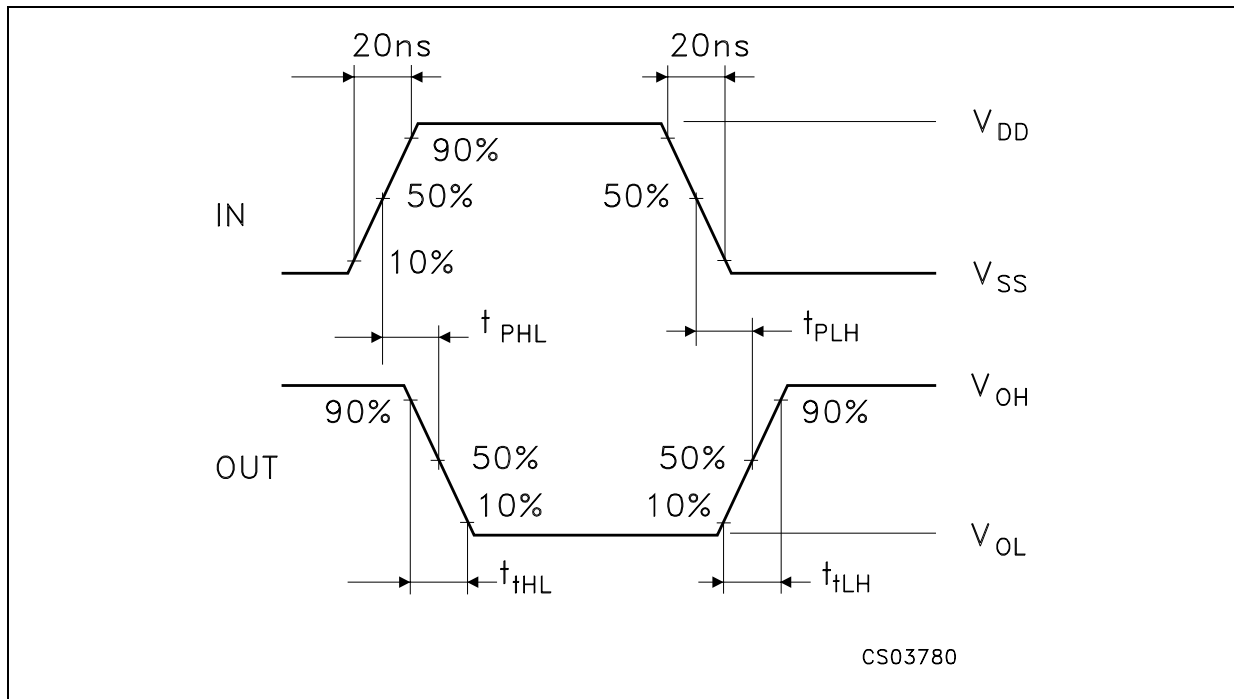 20ns 20ns
V DD
90%
50% 50%
IN
10%
V SS
t PHL t PLH
V OH
90% 90%
50% 50%
OUT
10% 10%
V OL
t tHL t tLH
CS03780